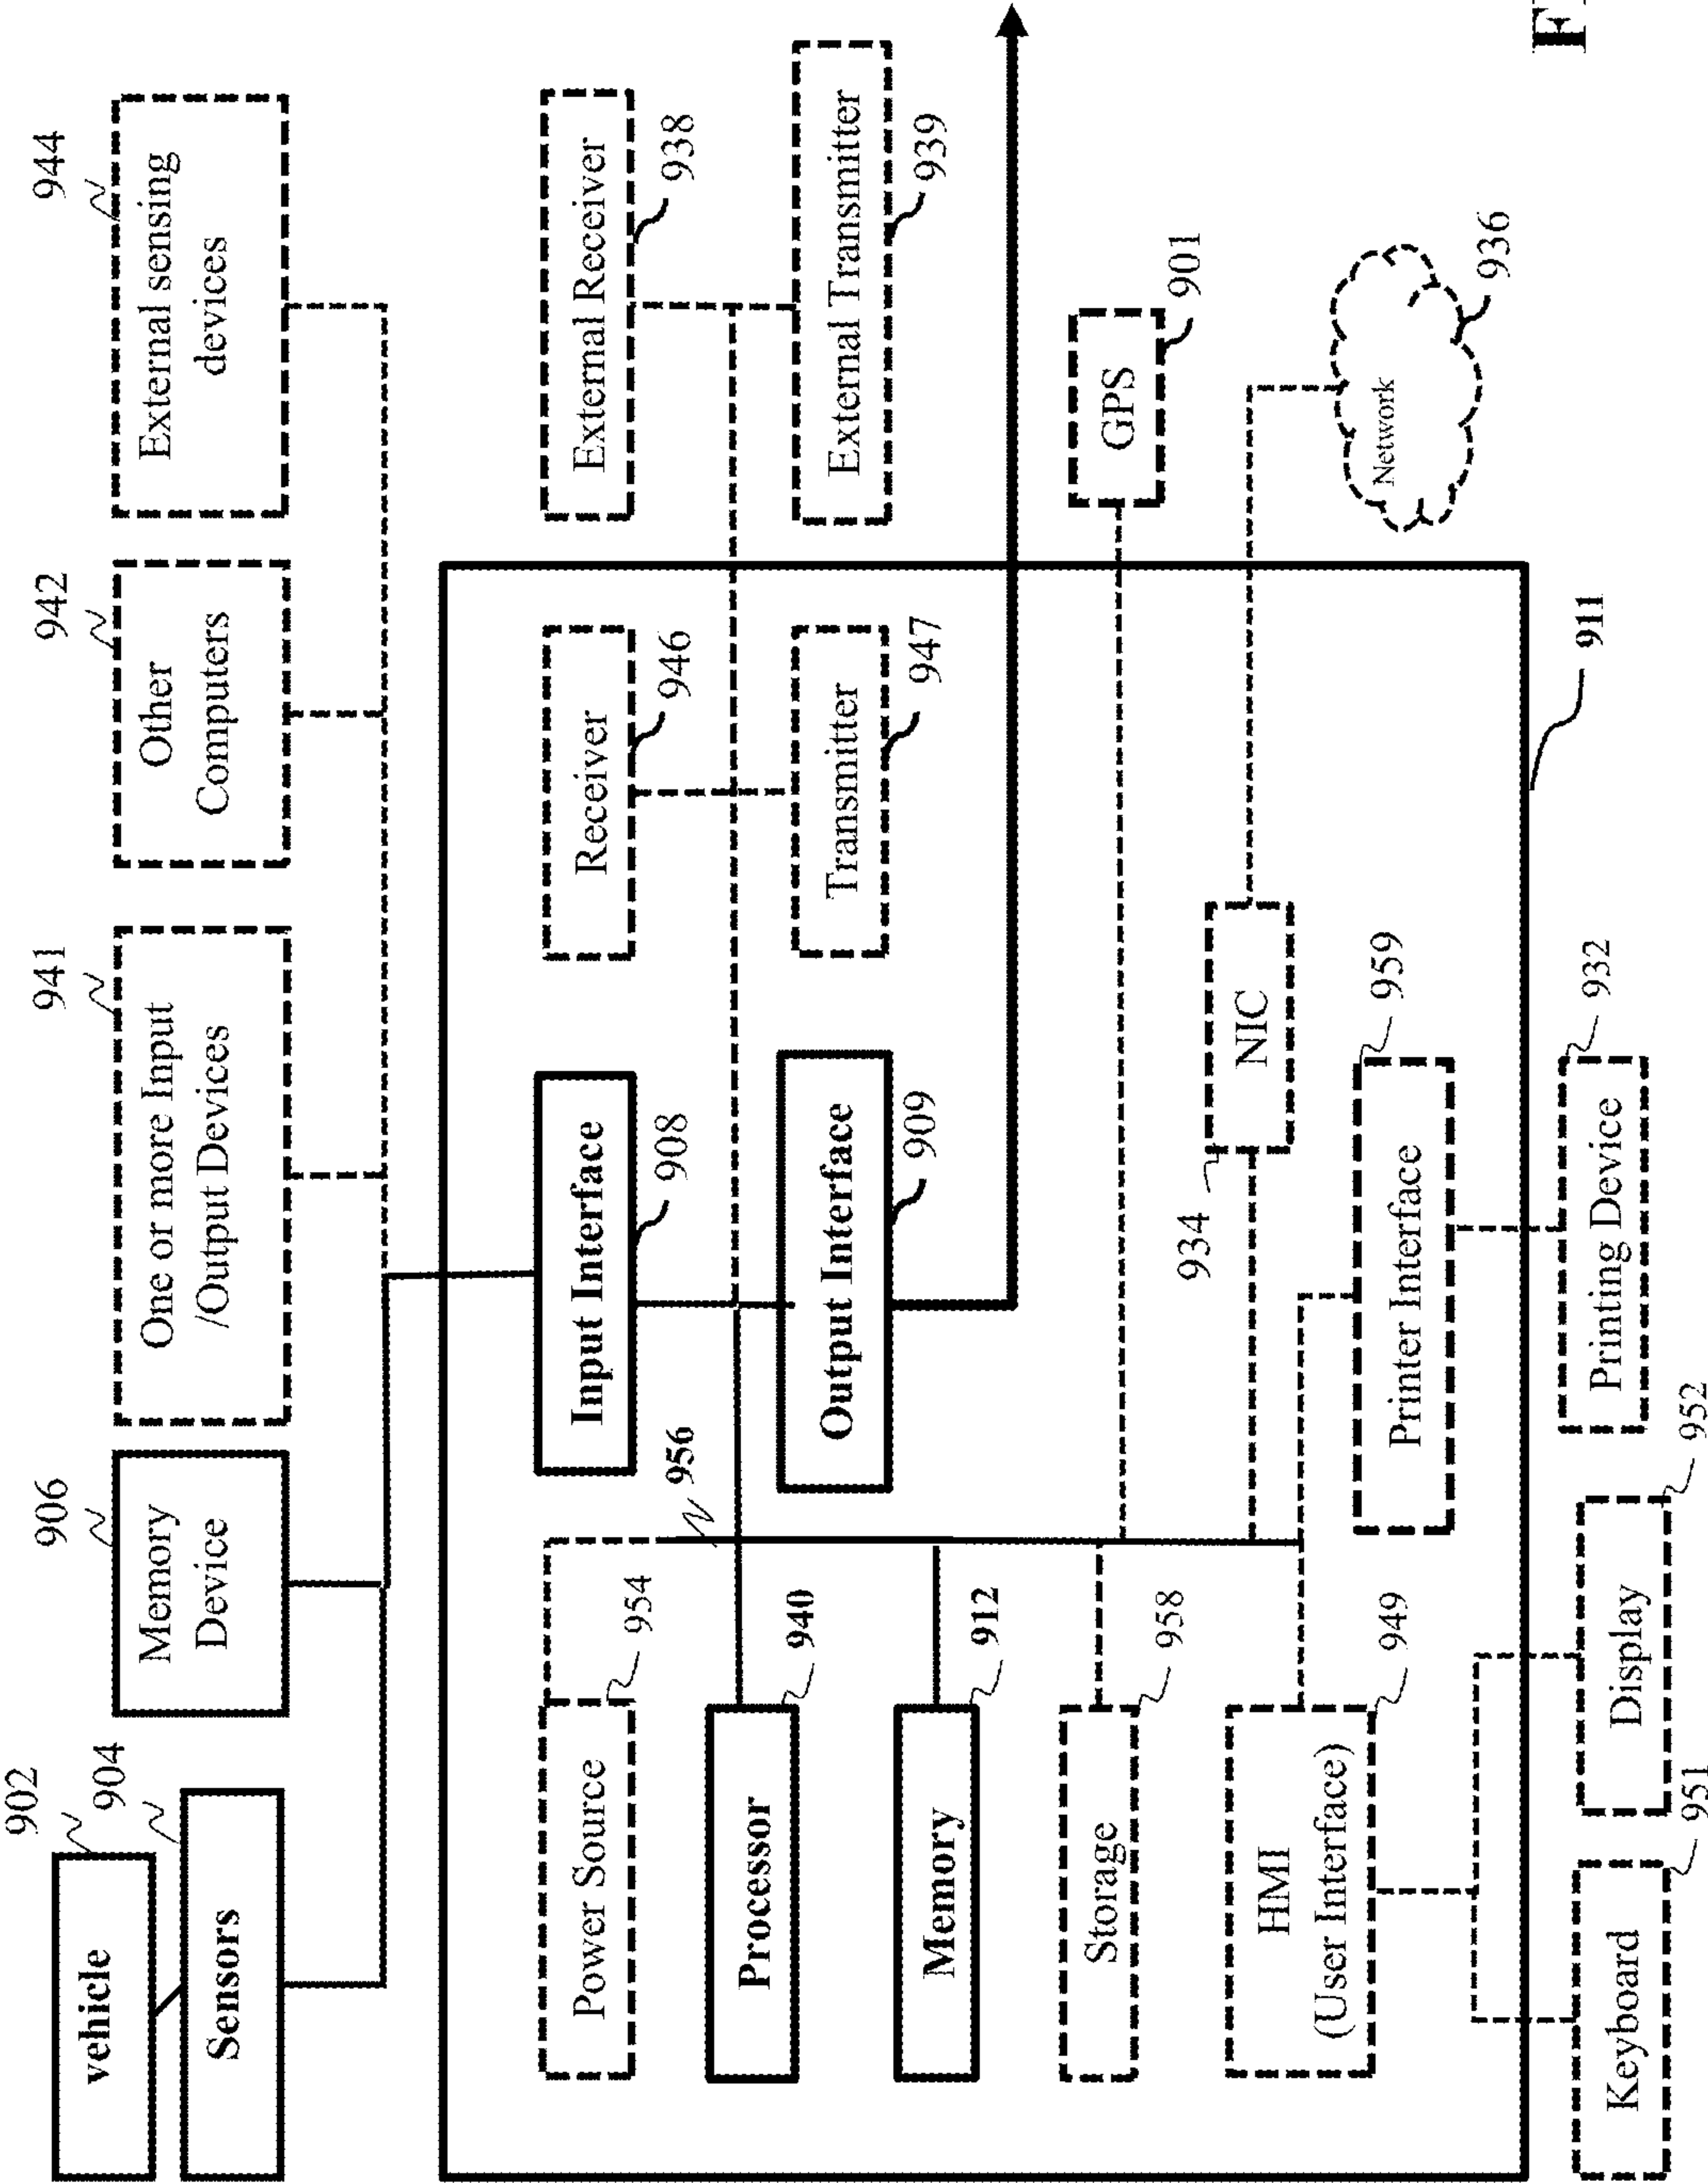 902
vehicle
904
Sensors
906
Memory
Device
941
One or more Input
/Output Devices
942
Other
Computers
944
External sensing
devices
Power Source
954
956
Input Interface
908
Receiver
946
External Receiver
938
Processor
940
Output Interface
909
Transmitter
947
External Transmitter
939
Memory
912
Storage
958
GPS
901
HMI
(User Interface)
949
934
NIC
Network
936
Printer Interface
959
911
Keyboard
951
Display
952
Printing Device
932